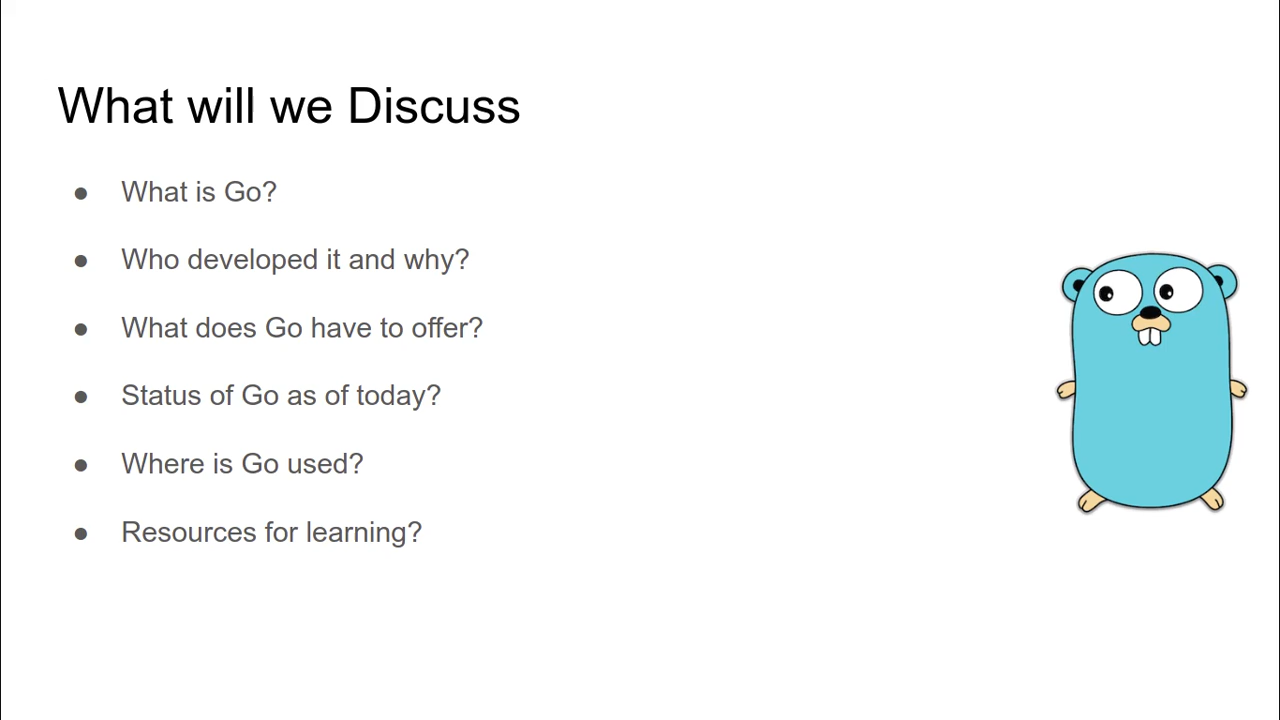 What will we Discuss
● What is Go?
● Who developed it and why?
● What does Go have to offer?
● Status of Go as of today?
● Where is Go used?
● Resources for learning?